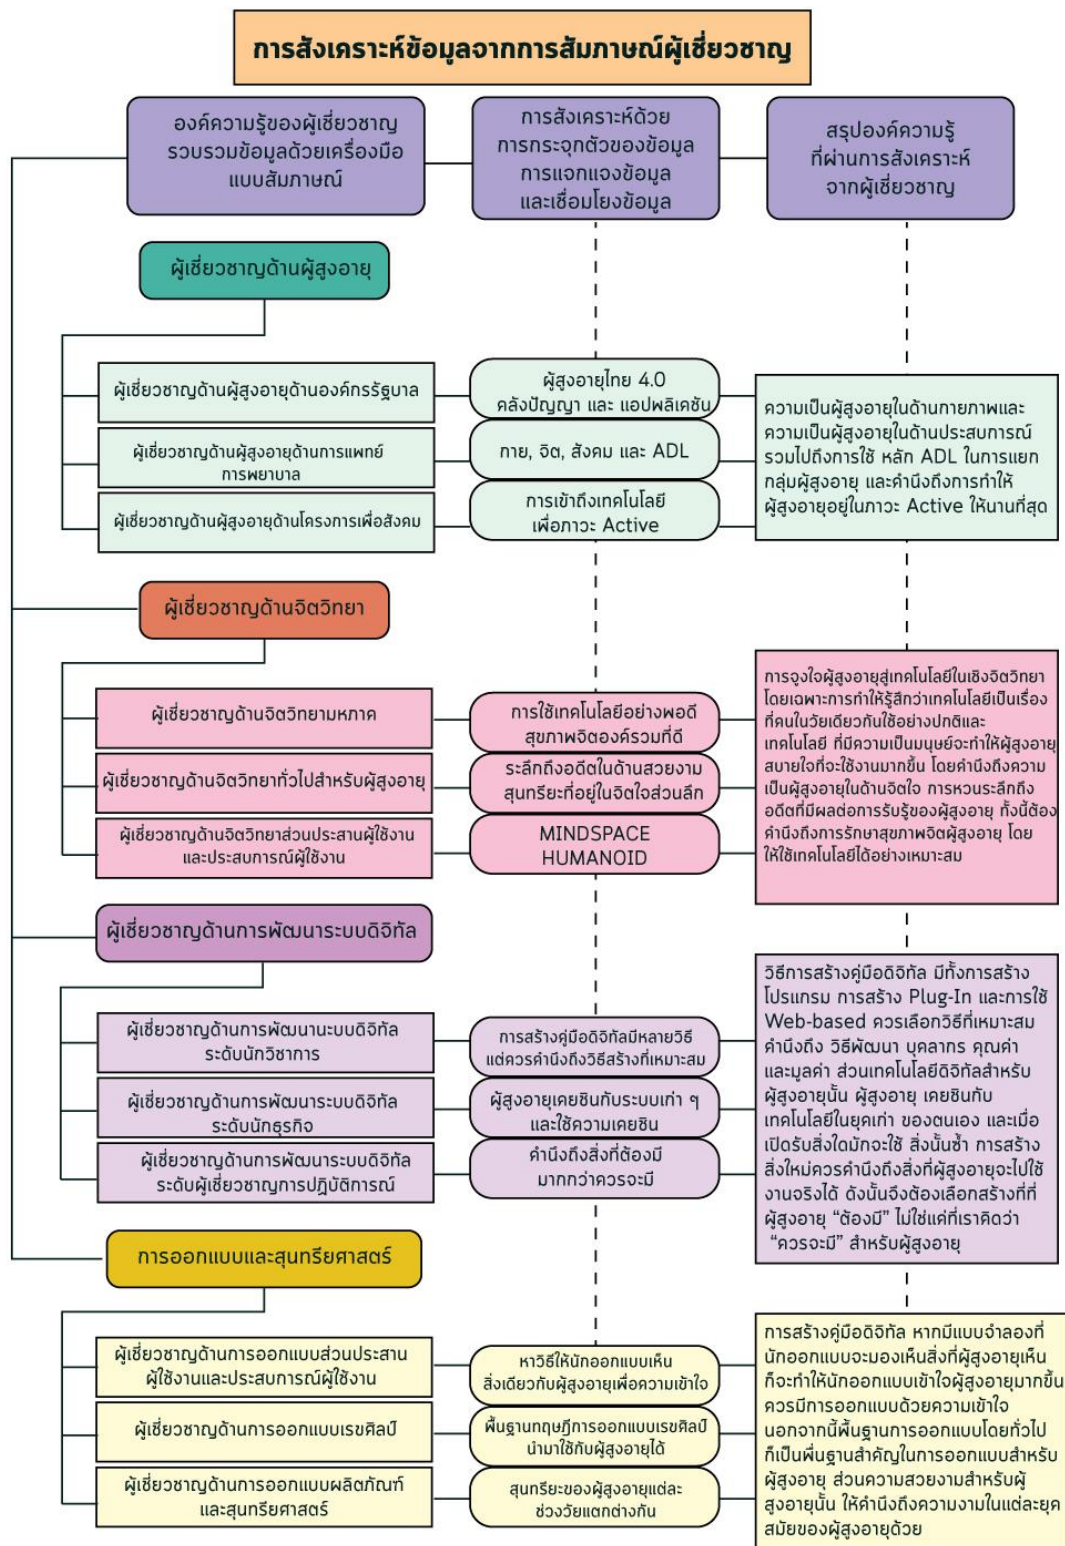 การสังเคราะห์ข้อมูลจากการสัมภาษณ์ผู้เชี่ยวชาญ
องค์ความรู้ของผู้เชี่ยวชาญ
รวบรวมข้อมูลด้วยเครื่องมือ
แบบสัมภาษณ์
การสังเคราะห์ด้วย
การกระจุกตัวของข้อมูล
การแจกแจงข้อมูล
และเชื่อมโยงข้อมูล
สรุปองค์ความรู้
ที่ผ่านการสังเคราะห์
จากผู้เชี่ยวชาญ
ผู้เชี่ยวชาญด้านผู้สูงอายุ
ผู้เชี่ยวชาญด้านผู้สูงอายุด้านองค์กรรัฐบาล
ผู้สูงอายุไทย 4.0
คลังปัญญา และ แอปพลิเคชัน
ผู้เชี่ยวชาญด้านผู้สูงอายุด้านการแพทย์
การพยาบาล
กาย, จิต, สังคม และ ADL
ผู้เชี่ยวชาญด้านผู้สูงอายุด้านโครงการเพื่อสังคม
การเข้าถึงเทคโนโลยี
เพื่อภาวะ Active
ความเป็นผู้สูงอายุในด้านกายภาพและ
ความเป็นผู้สูงอายุในด้านประสบการณ์
รวมไปถึงการใช้ หลัก ADL ในการแยก
กลุ่มผู้สูงอายุ และคำนึงถึงการทำให้
ผู้สูงอายุอยู่ในภาวะ Active ให้นานที่สุด
ผู้เชี่ยวชาญด้านจิตวิทยา
ผู้เชี่ยวชาญด้านจิตวิทยามหภาค
การใช้เทคโนโลยีอย่างพอดี
สุขภาพจิตองค์รวมที่ดี
ผู้เชี่ยวชาญด้านจิตวิทยาทั่วไปสำหรับผู้สูงอายุ
ระลึกถึงอดีตในด้านสวยงาม
สุนทรียะที่อยู่ในจิตใจส่วนลึก
ผู้เชี่ยวชาญด้านจิตวิทยาส่วนประสานผู้ใช้งาน
และประสบการณ์ผู้ใช้งาน
MINDSPACE
HUMANOID
การจูงใจผู้สูงอายุสู่เทคโนโลยีในเชิงจิตวิทยา
โดยเฉพาะการทำให้รู้สึกว่าเทคโนโลยีเป็นเรื่อง
ที่คนในวัยเดียวกันใช้อย่างปกติและ
เทคโนโลยี ที่มีความเป็นมนุษย์จะทำให้ผู้สูงอายุ
สบายใจที่จะใช้งานมากขึ้น โดยคำนึงถึงความ
เป็นผู้สูงอายุในด้านจิตใจ การหวนระลึกถึง
อดีตที่มีผลต่อการรับรู้ของผู้สูงอายุ ทั้งนี้ต้อง
คำนึงถึงการรักษาสุขภาพจิตผู้สูงอายุ โดย
ให้ใช้เทคโนโลยีได้อย่างเหมาะสม
ผู้เชี่ยวชาญด้านการพัฒนาระบบดิจิทัล
ผู้เชี่ยวชาญด้านการพัฒนานะบบดิจิทัล
ระดับนักวิชาการ
การสร้างคู่มือดิจิทัลมีหลายวิธี
แต่ควรคำนึงถึงวิธีสร้างที่เหมาะสม
ผู้เชี่ยวชาญด้านการพัฒนาระบบดิจิทัล
ระดับนักธุรกิจ
ผู้สูงอายุเคยชินกับระบบเก่า ๆ
และใช้ความเคยชิน
ผู้เชี่ยวชาญด้านการพัฒนาระบบดิจิทัล
ระดับผู้เชี่ยวชาญการปฏิบัติการณ์
คำนึงถึงสิ่งที่ต้องมี
มากกว่าควรจะมี
วิธีการสร้างคู่มือดิจิทัล มีทั้งการสร้าง
โปรแกรม การสร้าง Plug-In และการใช้
Web-based ควรเลือกวิธีที่เหมาะสม
คำนึงถึง วิธีพัฒนา บุคลากร คุณค่า
และมูลค่า ส่วนเทคโนโลยีดิจิทัลสำหรับ
ผู้สูงอายุนั้น ผู้สูงอายุ เคยชินกับ
เทคโนโลยีในยุคเก่า ของตนเอง และเมื่อ
เปิดรับสิ่งใดมักจะใช้ สิ่งนั้นซ้ำ การสร้าง
สิ่งใหม่ควรคำนึงถึงสิ่งที่ผู้สูงอายุจะไปใช้
งานจริงได้ ดังนั้นจึงต้องเลือกสร้างที่ที่
ผู้สูงอายุ “ต้องมี” ไม่ใช่แค่ที่เราคิดว่า
“ควรจะมี” สำหรับผู้สูงอายุ
การออกแบบและสุนทรียศาสตร์
ผู้เชี่ยวชาญด้านการออกแบบส่วนประสาน
ผู้ใช้งานและประสบการณ์ผู้ใช้งาน
หาวิธีให้นักออกแบบเห็น
สิ่งเดียวกับผู้สูงอายุเพื่อความเข้าใจ
ผู้เชี่ยวชาญด้านการออกแบบเรขศิลป์
พื้นฐานทฤษฎีการออกแบบเรขศิลป์
นำมาใช้กับผู้สูงอายุได้
ผู้เชี่ยวชาญด้านการออกแบบผลิตภัณฑ์
และสุนทรียศาสตร์
สุนทรียะของผู้สูงอายุแต่ละ
ช่วงวัยแตกต่างกัน
การสร้างคู่มือดิจิทัล หากมีแบบจำลองที่
นักออกแบบจะมองเห็นสิ่งที่ผู้สูงอายุเห็น
ก็จะทำให้นักออกแบบเข้าใจผู้สูงอายุมากขึ้น
ควรมีการออกแบบด้วยความเข้าใจ
นอกจากนี้พื้นฐานการออกแบบโดยทั่วไป
ก็เป็นพื้นฐานสำคัญในการออกแบบสำหรับ
ผู้สูงอายุ ส่วนความสวยงามสำหรับผู้
สูงอายุนั้น ให้คำนึงถึงความงามในแต่ละยุค
สมัยของผู้สูงอายุด้วย